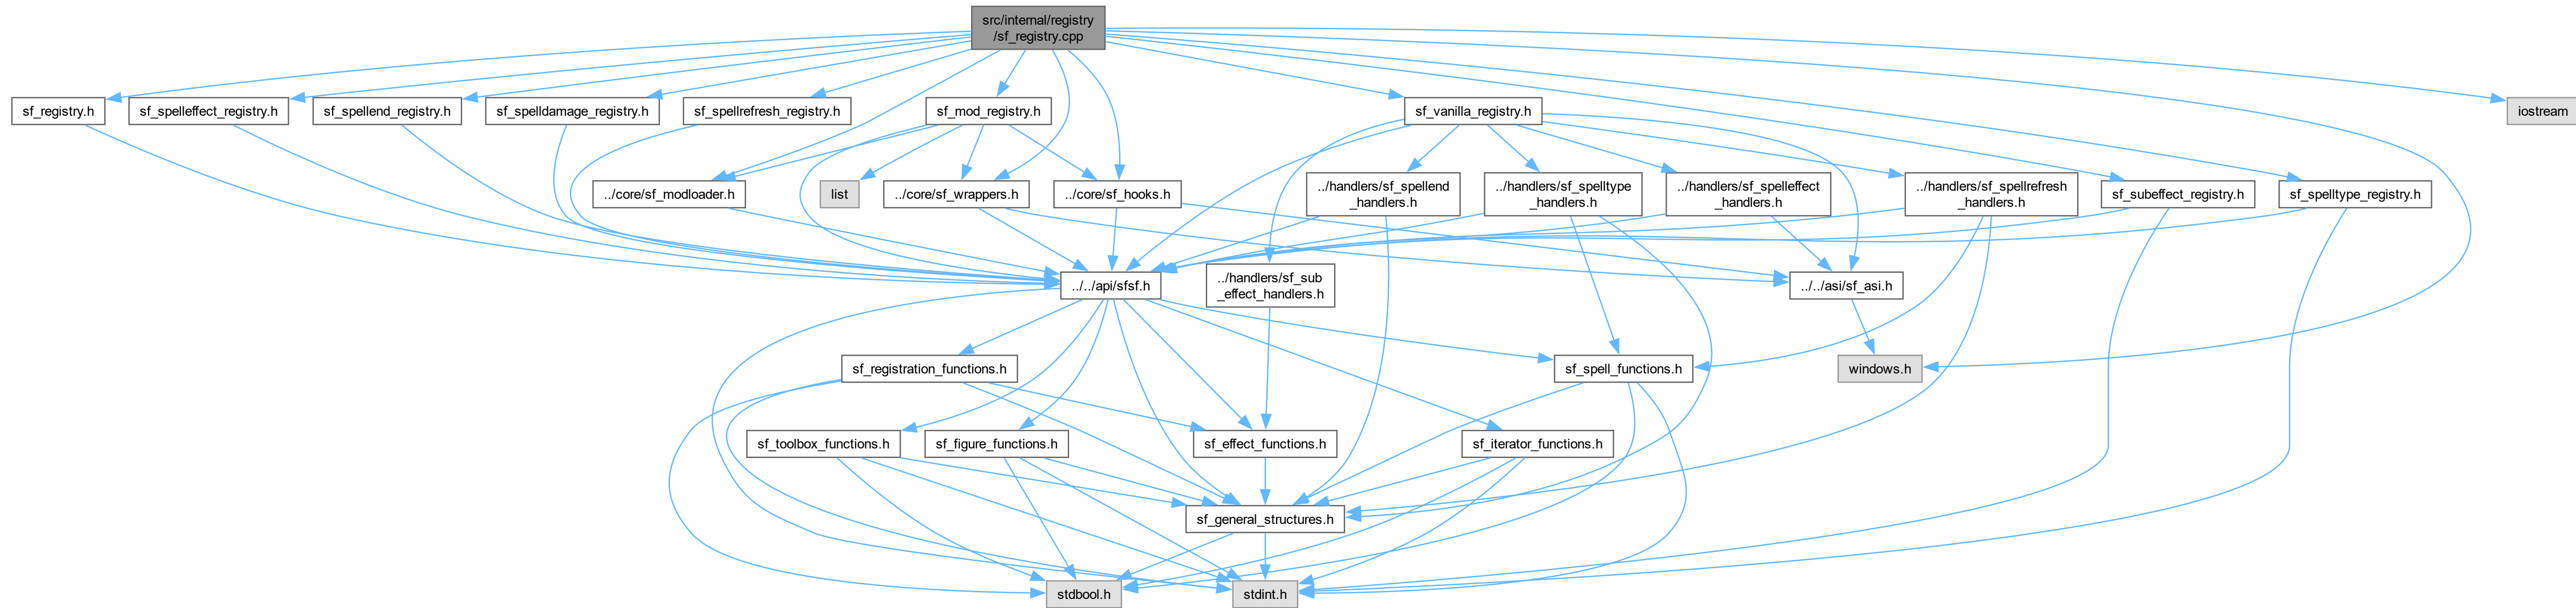 src/internal/registry
/sf_registry.cpp
sf_registry.h
sf_spelleffect_registry.h
sf_spellend_registry.h
sf_spelldamage_registry.h
sf_spellrefresh_registry.h
sf_mod_registry.h
sf_vanilla_registry.h
iostream
../core/sf_modloader.h
list
../core/sf_wrappers.h
../core/sf_hooks.h
../handlers/sf_spellend
_handlers.h
../handlers/sf_spelltype
_handlers.h
../handlers/sf_spelleffect
_handlers.h
../handlers/sf_spellrefresh
_handlers.h
sf_subeffect_registry.h
sf_spelltype_registry.h
../../api/sfsf.h
../handlers/sf_sub
_effect_handlers.h
../../asi/sf_asi.h
sf_registration_functions.h
sf_spell_functions.h
windows.h
sf_toolbox_functions.h
sf_figure_functions.h
sf_effect_functions.h
sf_iterator_functions.h
sf_general_structures.h
stdbool.h
stdint.h